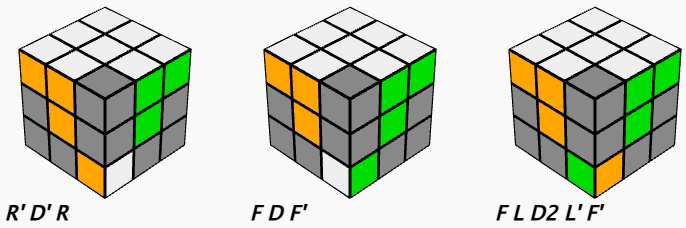 R' D' R
F D F'
F L D2 L' F'